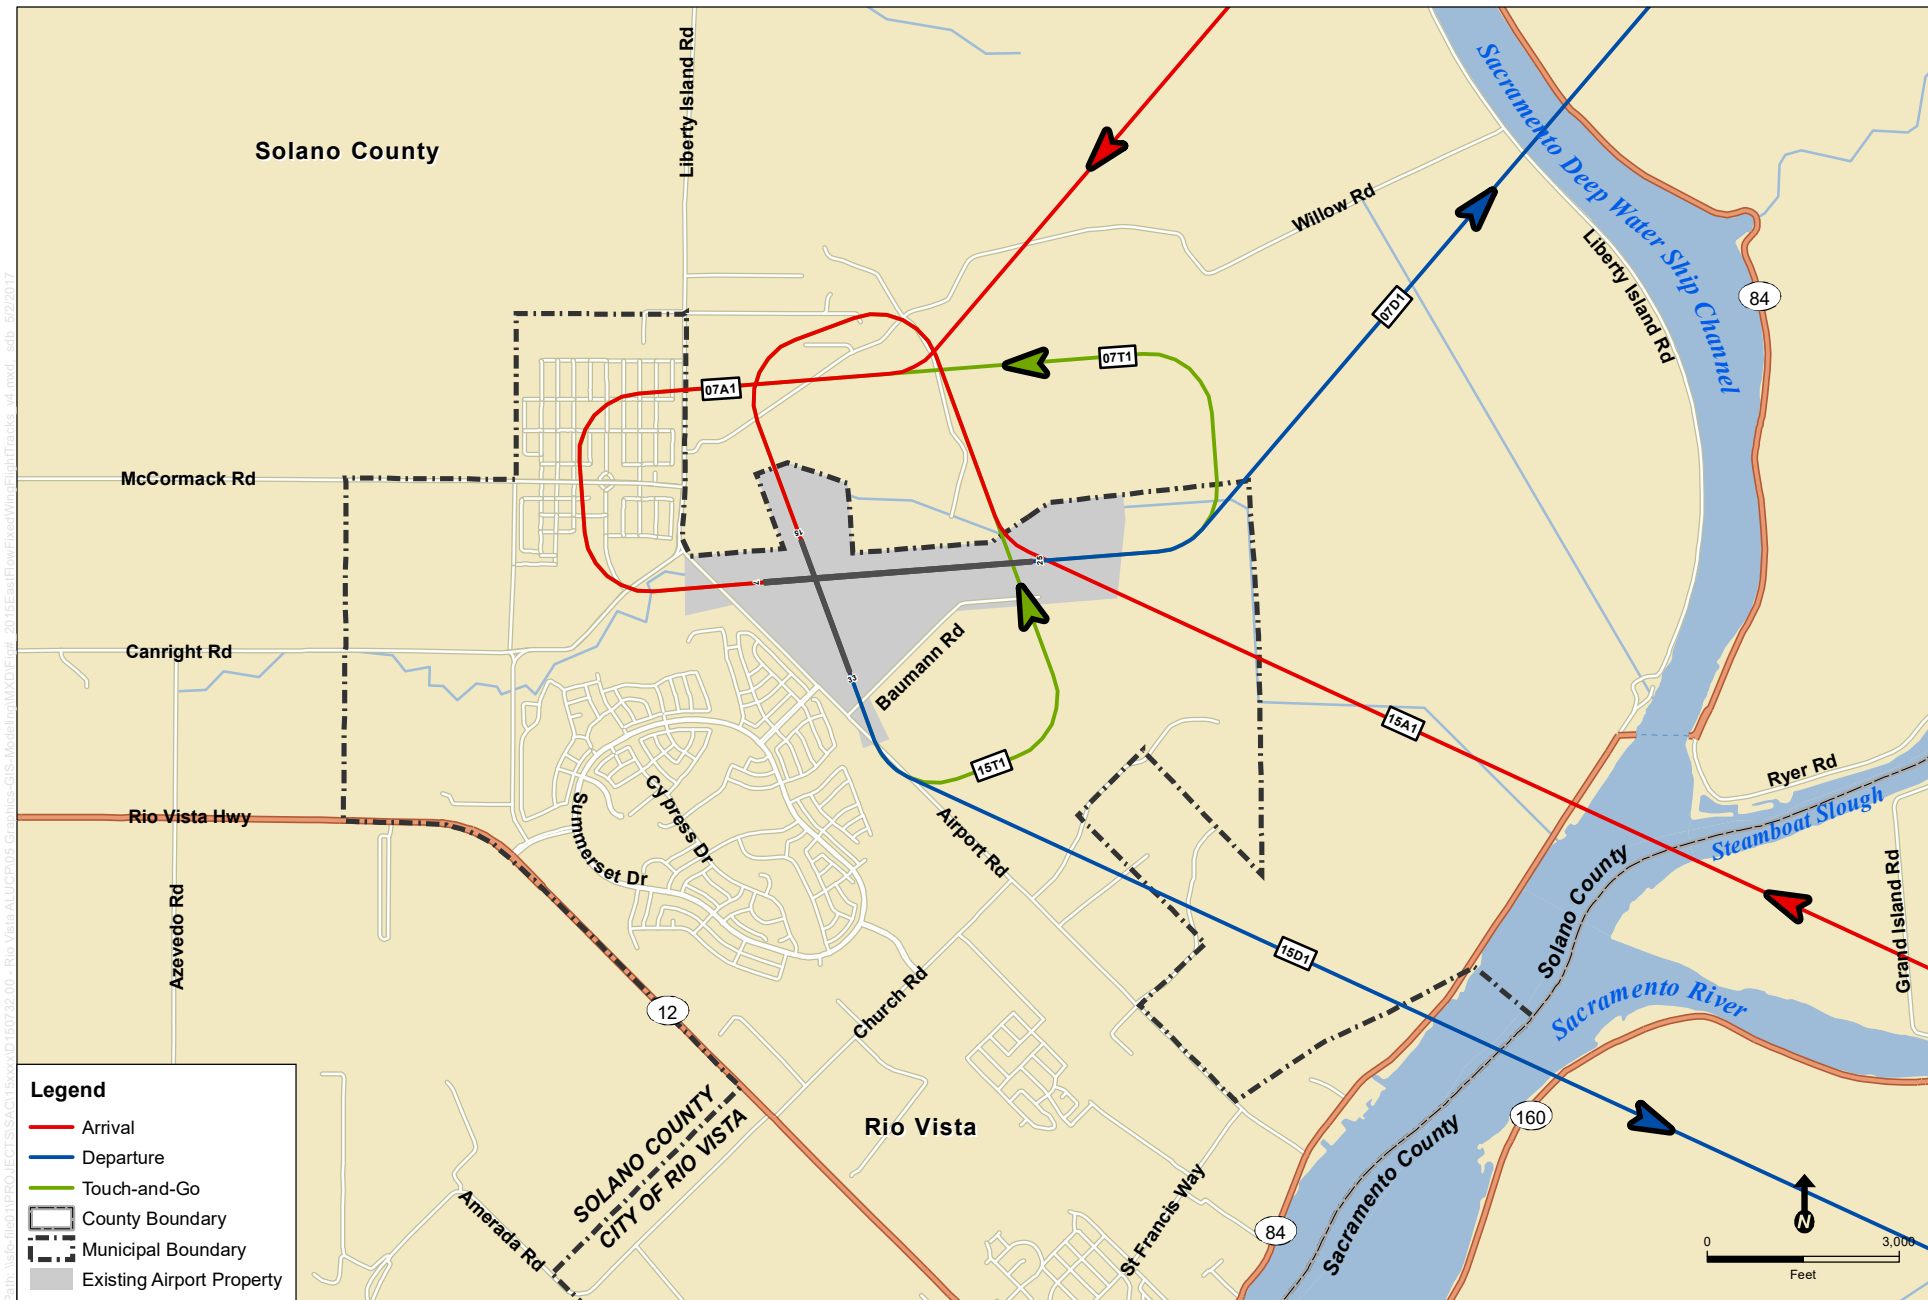 Solano County
Liberty Island Rd
Sacramento Deep Water Ship Channel
Willow Rd
Liberty Island Rd
84
07D1
07T1
07A1
McCormack Rd
15
7
25
33
Canright Rd
Baumann Rd
15A1
15T1
Ryer Rd
Steamboat Slough
Rio Vista Hwy
Cypress Dr
Summerset Dr
Airport Rd
Azevedo Rd
Grand Island Rd
Solano County
15D1
Sacramento River
12
Church Rd
Rio Vista
160
SOLANO COUNTY
CITY OF RIO VISTA
Sacramento County
Amerada Rd
St Francis Way
84
N
0 3,000
Feet
Legend
Arrival
Departure
Touch-and-Go
County Boundary
Municipal Boundary
Existing Airport Property